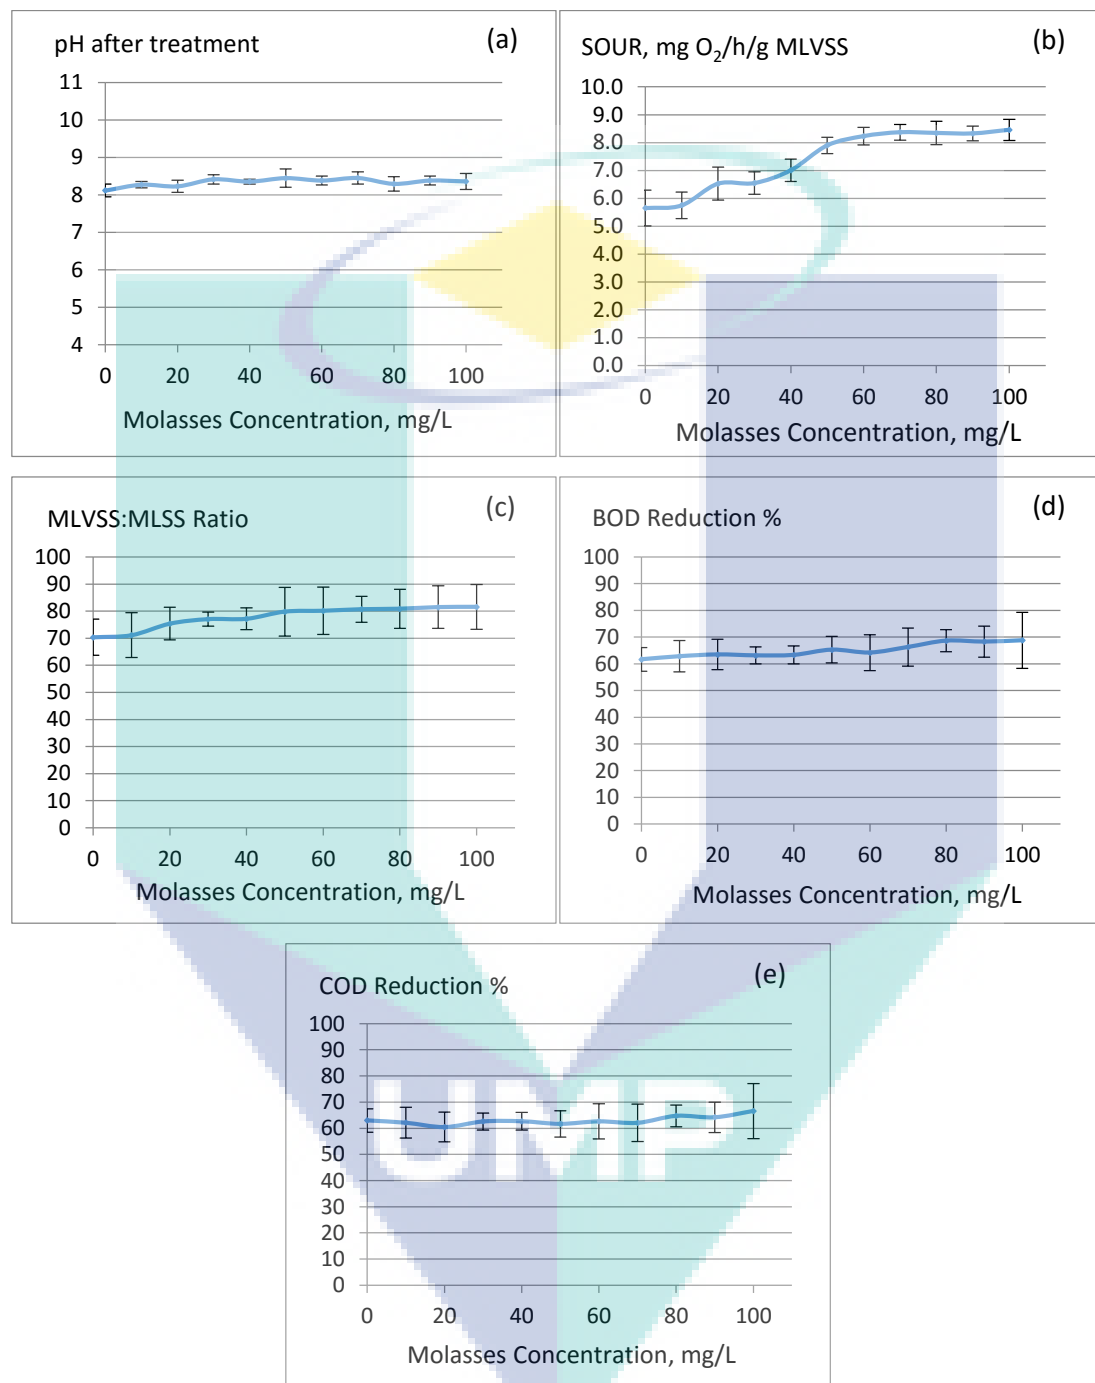 pH after treatment
(a)
11
10
9
8
7
6
5
4
0 20 40 60 80 100
Molasses Concentration, mg/L
SOUR, mg O₂/h/g MLVSS
(b)
10.0
9.0
8.0
7.0
6.0
5.0
4.0
3.0
2.0
1.0
0.0
0 20 40 60 80 100
Molasses Concentration, mg/L
MLVSS:MLSS Ratio
(c)
100
90
80
70
60
50
40
30
20
10
0
0 20 40 60 80 100
Molasses Concentration, mg/L
BOD Reduction %
(d)
100
90
80
70
60
50
40
30
20
10
0
0 20 40 60 80 100
Molasses Concentration, mg/L
COD Reduction %
(e)
100
90
80
70
60
50
40
30
20
10
0
0 20 40 60 80 100
Molasses Concentration, mg/L
UMP